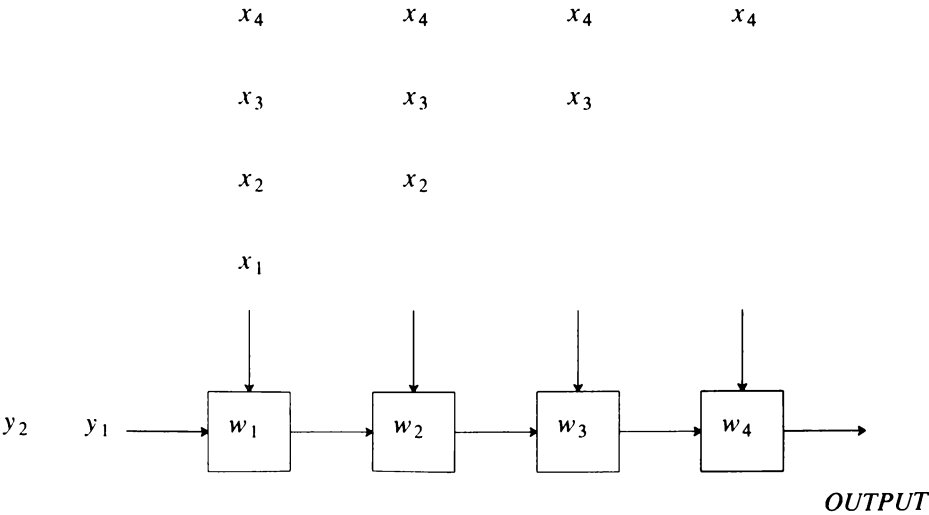 x₄ x₄ x₄ x₄
x₃ x₃ x₃
x₂ x₂
x₁
y₂ y₁ w₁ w₂ w₃ w₄
OUTPUT